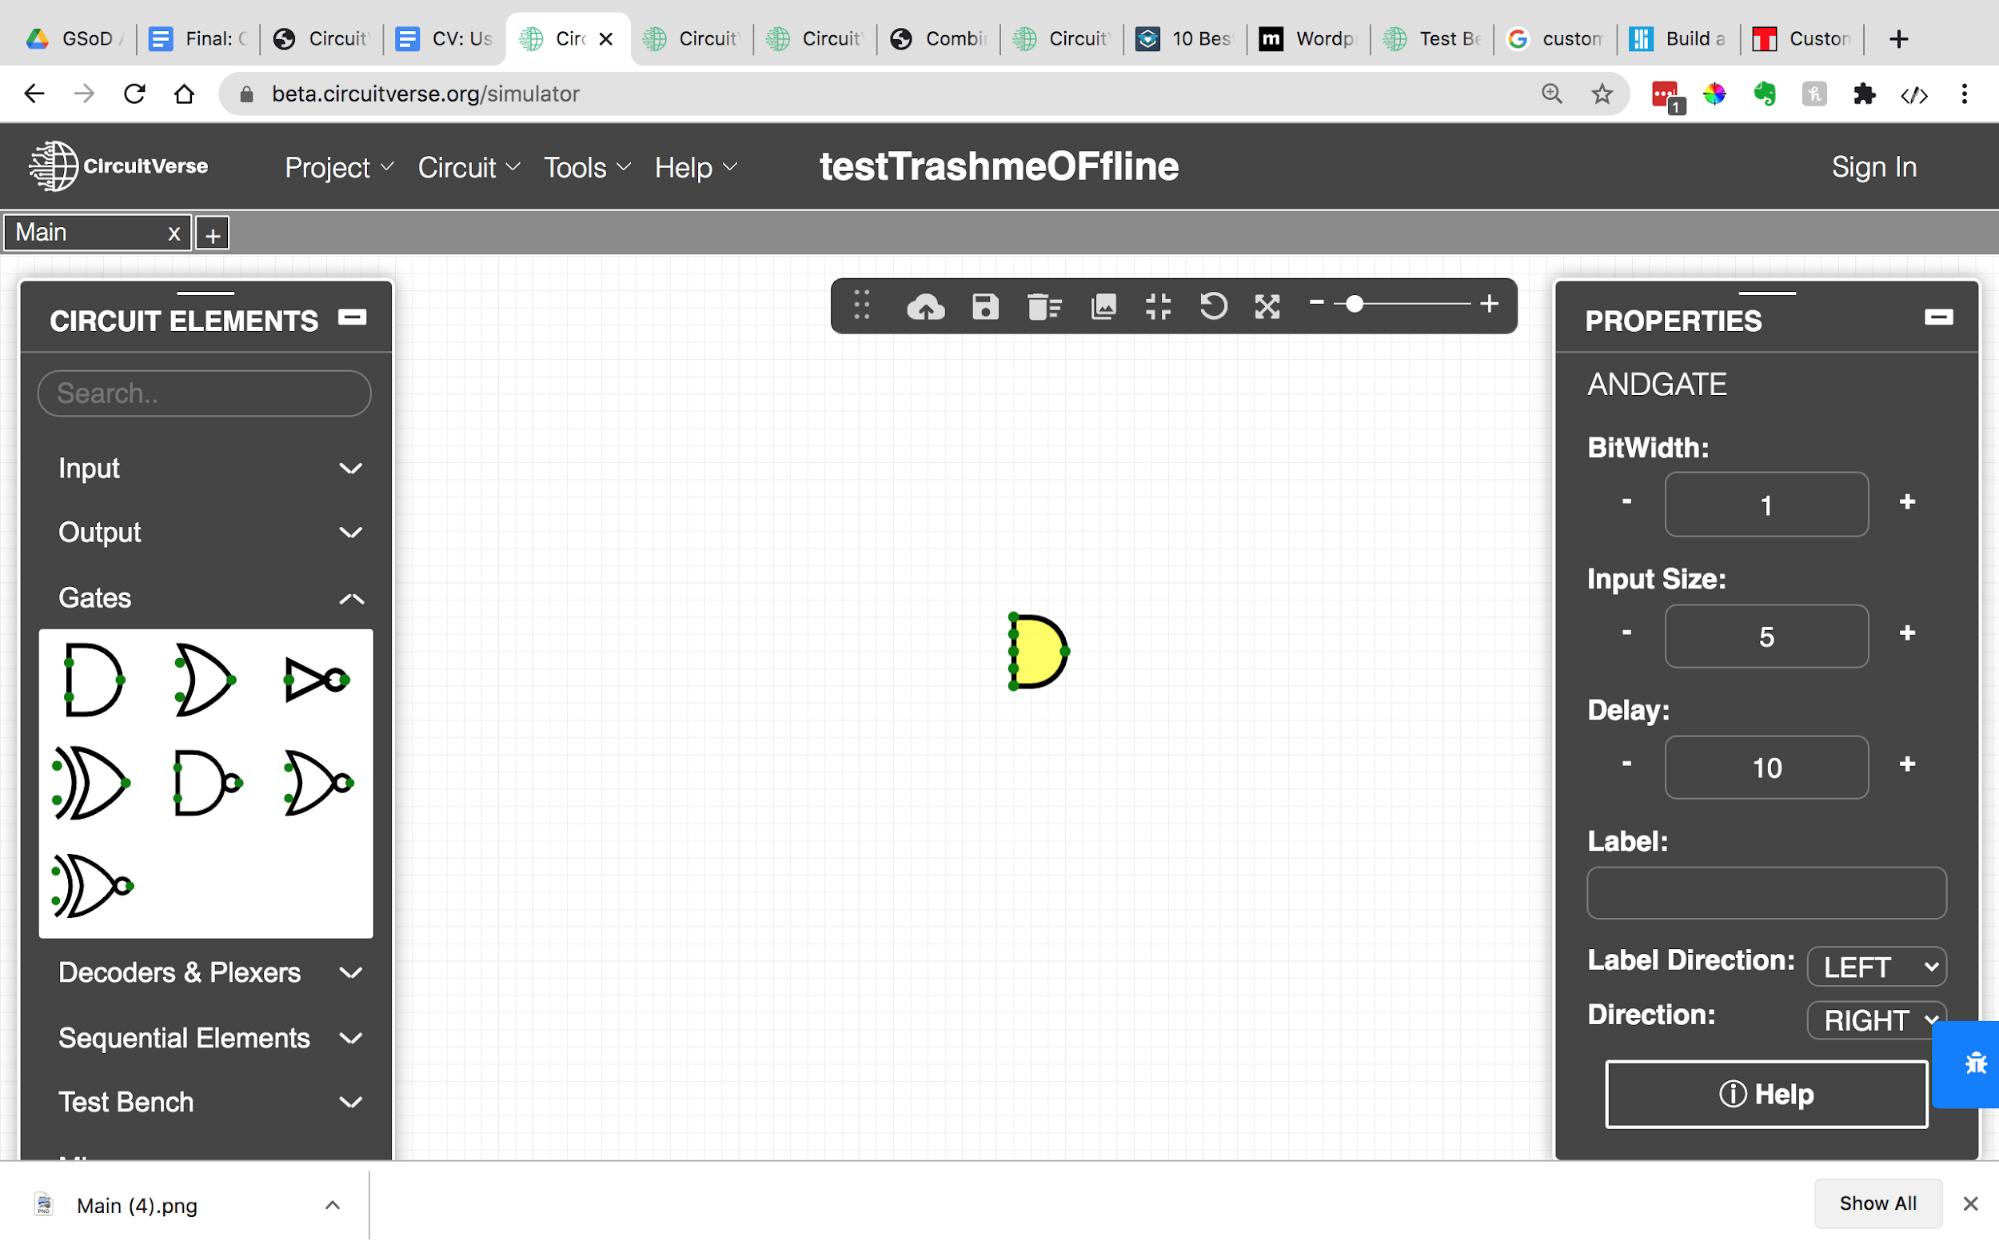 GSoD
Final:
Circuit
CV: Us
Circ
Circuit
Circuit
Combi
Circuit
10 Bes
Wordp
Test Be
custom
Build a
Custon
beta.circuitverse.org/simulator
1
CircuitVerse
Project
Circuit
Tools
Help
testTrashmeOFfline
Sign In
Main x +
CIRCUIT ELEMENTS
Search..
Input
Output
Gates
Decoders & Plexers
Sequential Elements
Test Bench
PROPERTIES
ANDGATE
BitWidth:
- 1 +
Input Size:
- 5 +
Delay:
- 10 +
Label:
Label Direction: LEFT
Direction: RIGHT
Help
Main (4).png
Show All